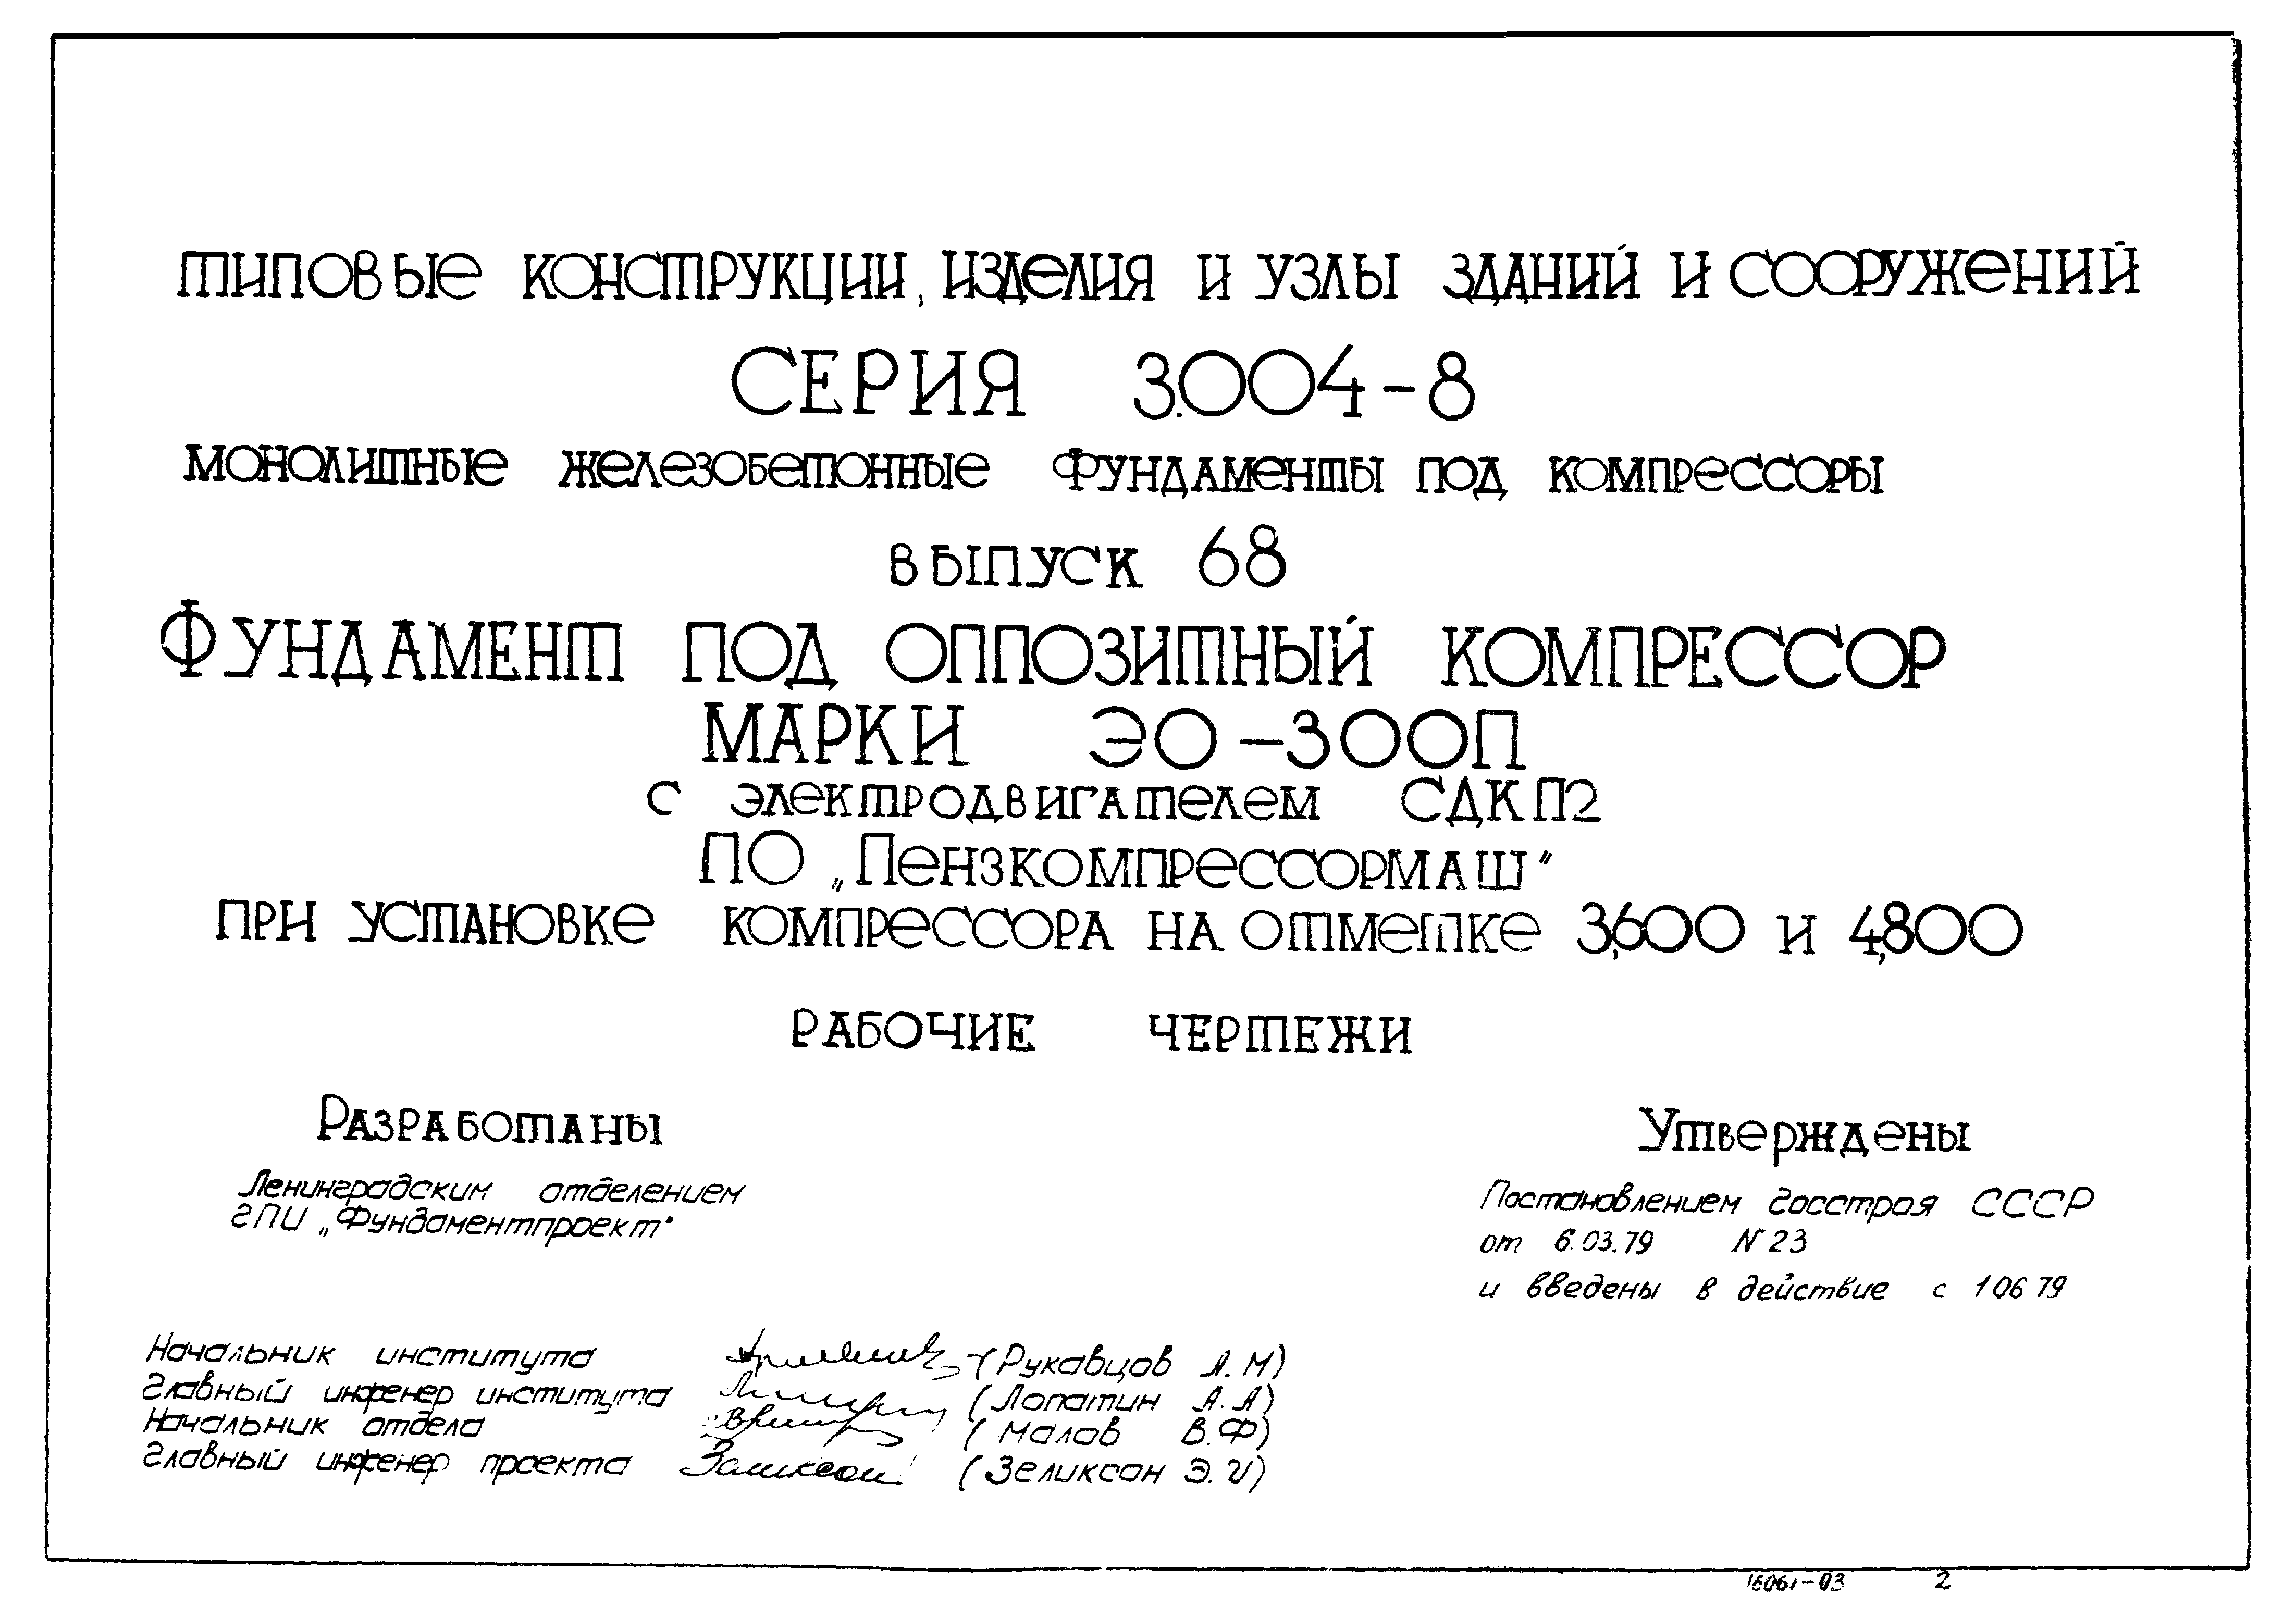 ТИПОВЫЕ КОНСТРУКЦИИ, ИЗДЕЛИЯ И УЗЛЫ ЗДАНИЙ И СООРУЖЕНИЙ
СЕРИЯ 3.004-8
МОНОЛИТНЫЕ ЖЕЛЕЗОБЕТОННЫЕ ФУНДАМЕНТЫ ПОД КОМПРЕССОРЫ
ВЫПУСК 68
ФУНДАМЕНТ ПОД ОППОЗИТНЫЙ КОМПРЕССОР
МАРКИ ЭО-300П
С ЭЛЕКТРОДВИГАТЕЛЕМ СДКП2
ПО „ПЕНЗКОМПРЕССОРМАШ"
ПРИ УСТАНОВКЕ КОМПРЕССОРА НА ОТМЕТКЕ 3,600 И 4,800
РАБОЧИЕ ЧЕРТЕЖИ
РАЗРАБОТАНЫ
Ленинградским отделением
ГПИ „Фундаментпроект"
УТВЕРЖДЕНЫ
Постановлением Госстроя СССР
от 6.03.79 N 23
и введены в действие с 1 06 79
Начальник института (Рукавцов А. М)
Главный инженер института (Лопатин А. А)
Начальник отдела (Малов В.Ф)
Главный инженер проекта (Зеликсон Э. И)
16061-03 2